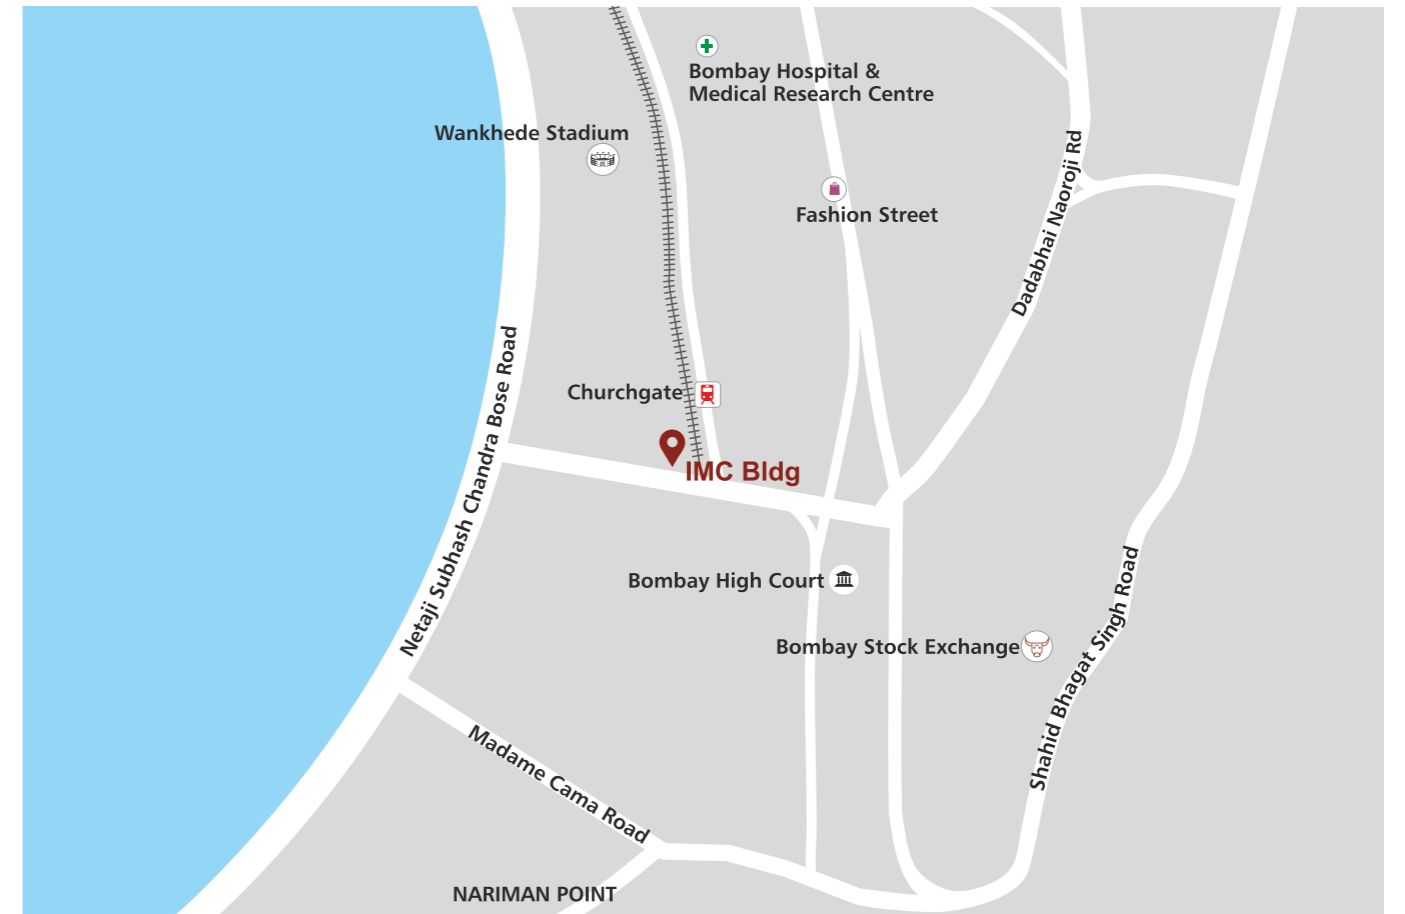 Bombay Hospital &
Medical Research Centre
Wankhede Stadium
Fashion Street
Dadabhai Naoroji Rd
Netaji Subhash Chandra Bose Road
Churchgate
IMC Bldg
Bombay High Court
Bombay Stock Exchange
Shahid Bhagat Singh Road
Madame Cama Road
NARIMAN POINT